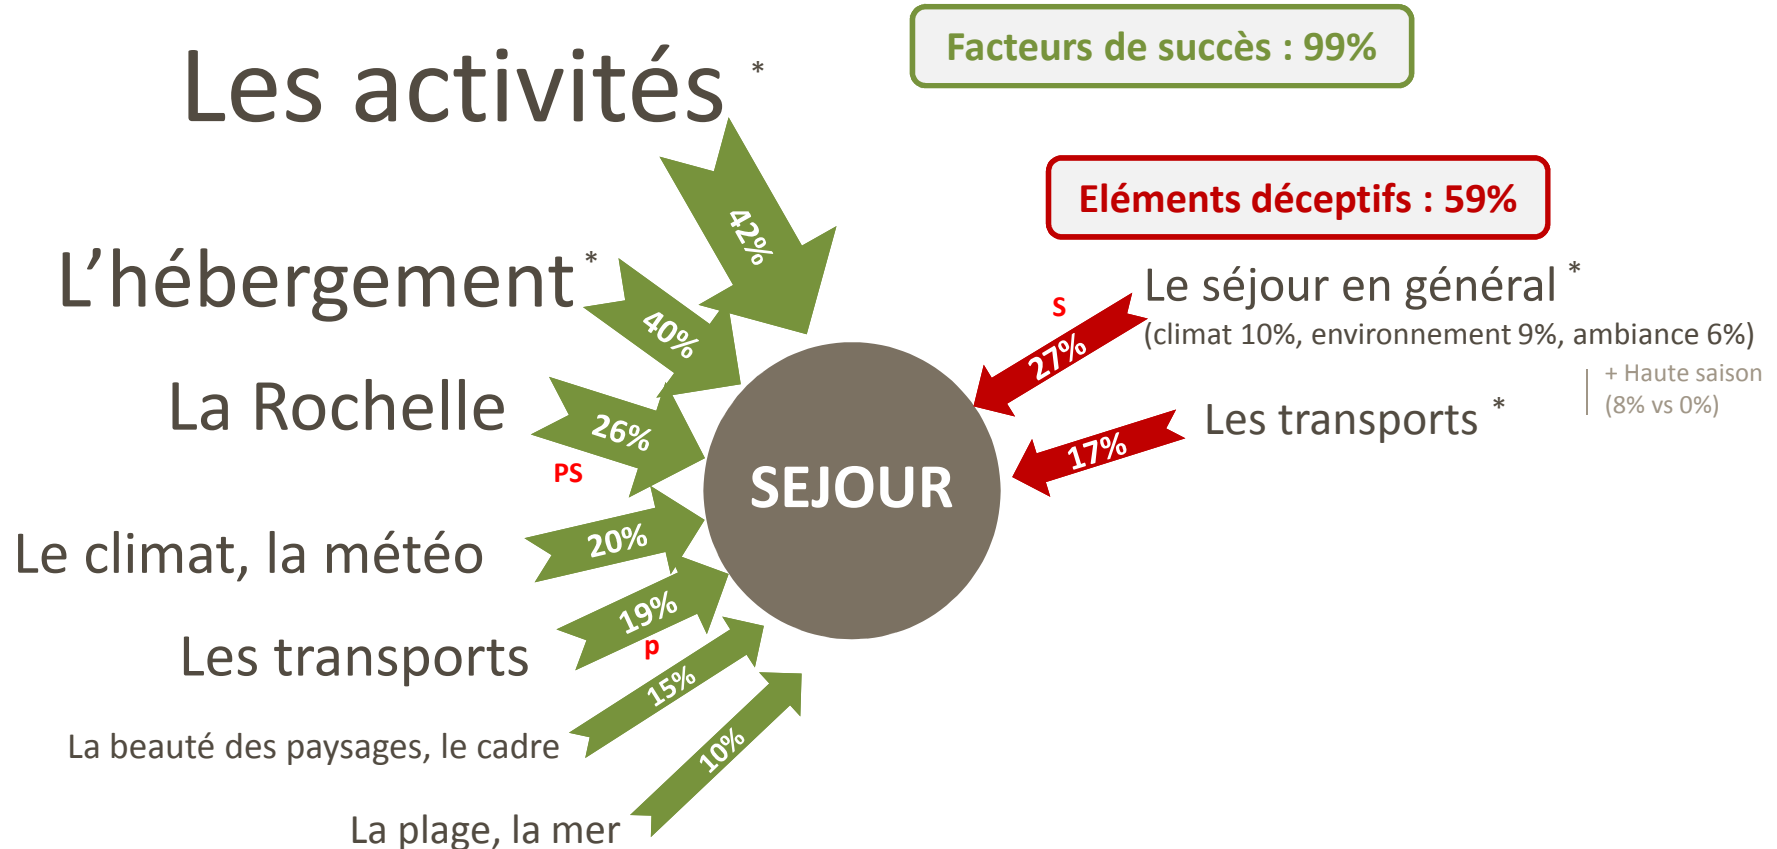 Facteurs de succès : 99%
Les activités *
42%
Eléments déceptifs : 59%
L’hébergement *
40%
Le séjour en général *
(climat 10%, environnement 9%, ambiance 6%)
S
27%
+ Haute saison
(8% vs 0%)
La Rochelle
26%
PS
Les transports *
17%
SEJOUR
Le climat, la météo
20%
Les transports
19%
p
La beauté des paysages, le cadre
15%
La plage, la mer
10%